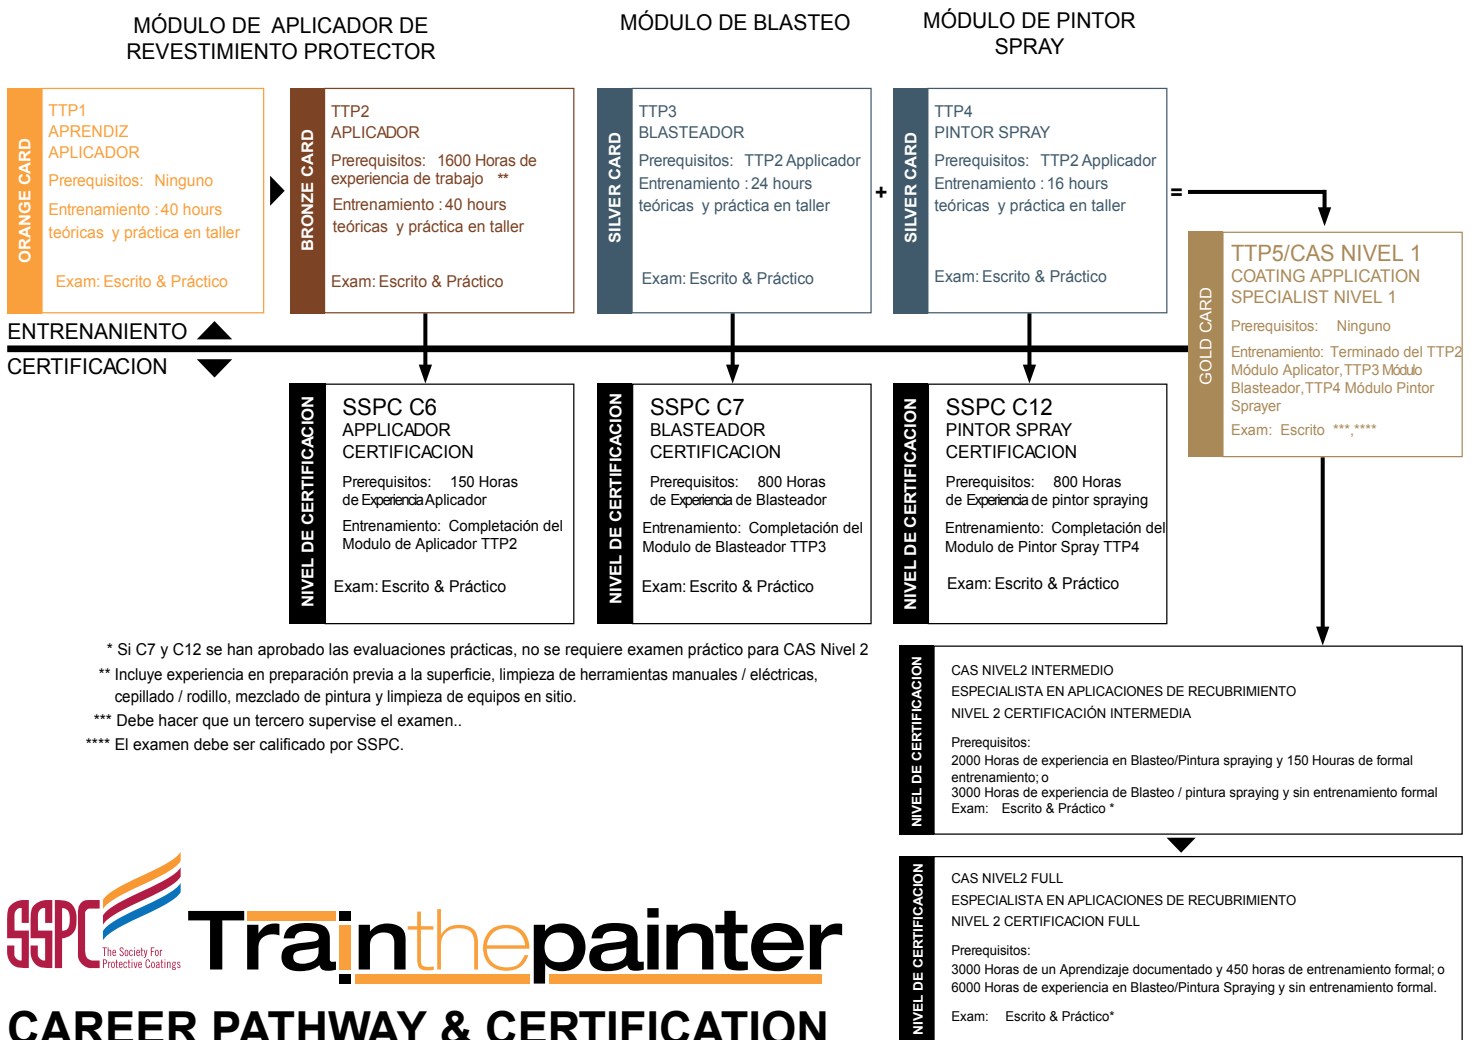 MÓDULO DE APLICADOR DE
REVESTIMIENTO PROTECTOR
MÓDULO DE BLASTEO
MÓDULO DE PINTOR
SPRAY
ORANGE CARD
TTP1
APRENDIZ
APLICADOR
Prerequisitos: Ninguno
Entrenamiento : 40 hours
teóricas y práctica en taller
Exam: Escrito & Práctico
BRONZE CARD
TTP2
APLICADOR
Prerequisitos: 1600 Horas de
experiencia de trabajo **
Entrenamiento : 40 hours
teóricas y práctica en taller
Exam: Escrito & Práctico
SILVER CARD
TTP3
BLASTEADOR
Prerequisitos: TTP2 Applicador
Entrenamiento : 24 hours
teóricas y práctica en taller
Exam: Escrito & Práctico
+
SILVER CARD
TTP4
PINTOR SPRAY
Prerequisitos: TTP2 Applicador
Entrenamiento : 16 hours
teóricas y práctica en taller
Exam: Escrito & Práctico
=
GOLD CARD
TTP5/CAS NIVEL 1
COATING APPLICATION
SPECIALIST NIVEL 1
Prerequisitos: Ninguno
Entrenamiento: Terminado del TTP2
Módulo Aplicator, TTP3 Módulo
Blasteador, TTP4 Módulo Pintor
Sprayer
Exam: Escrito ***,****
ENTRENANIENTO
CERTIFICACION
NIVEL DE CERTIFICACION
SSPC C6
APPLICADOR
CERTIFICACION
Prerequisitos: 150 Horas
de Experiencia Aplicador
Entrenamiento: Completación del
Modulo de Aplicador TTP2
Exam: Escrito & Práctico
NIVEL DE CERTIFICACION
SSPC C7
BLASTEADOR
CERTIFICACION
Prerequisitos: 800 Horas
de Experiencia de Blasteador
Entrenamiento: Completación del
Modulo de Blasteador TTP3
Exam: Escrito & Práctico
NIVEL DE CERTIFICACION
SSPC C12
PINTOR SPRAY
CERTIFICACION
Prerequisitos: 800 Horas
de Experiencia de pintor spraying
Entrenamiento: Completación del
Modulo de Pintor Spray TTP4
Exam: Escrito & Práctico
* Si C7 y C12 se han aprobado las evaluaciones prácticas, no se requiere examen práctico para CAS Nivel 2
** Incluye experiencia en preparación previa a la superficie, limpieza de herramientas manuales / eléctricas,
cepillado / rodillo, mezclado de pintura y limpieza de equipos en sitio.
*** Debe hacer que un tercero supervise el examen..
**** El examen debe ser calificado por SSPC.
NIVEL DE CERTIFICACION
CAS NIVEL2 INTERMEDIO
ESPECIALISTA EN APLICACIONES DE RECUBRIMIENTO
NIVEL 2 CERTIFICACIÓN INTERMEDIA
Prerequisitos:
2000 Horas de experiencia en Blasteo/Pintura spraying y 150 Houras de formal
entrenamiento; o
3000 Horas de experiencia de Blasteo / pintura spraying y sin entrenamiento formal
Exam: Escrito & Práctico *
NIVEL DE CERTIFICACION
CAS NIVEL2 FULL
ESPECIALISTA EN APLICACIONES DE RECUBRIMIENTO
NIVEL 2 CERTIFICACION FULL
Prerequisitos:
3000 Horas de un Aprendizaje documentado y 450 horas de entrenamiento formal; o
6000 Horas de experiencia en Blasteo/Pintura Spraying y sin entrenamiento formal.
Exam: Escrito & Práctico*
SSPC
The Society For
Protective Coatings
Trainthepainter
CAREER PATHWAY & CERTIFICATION